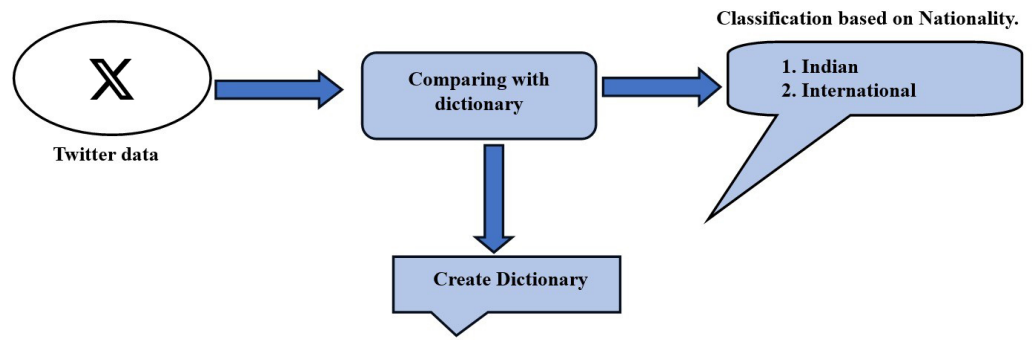 Classification based on Nationality.
X
Comparing with
dictionary
1. Indian
2. International
Twitter data
Create Dictionary